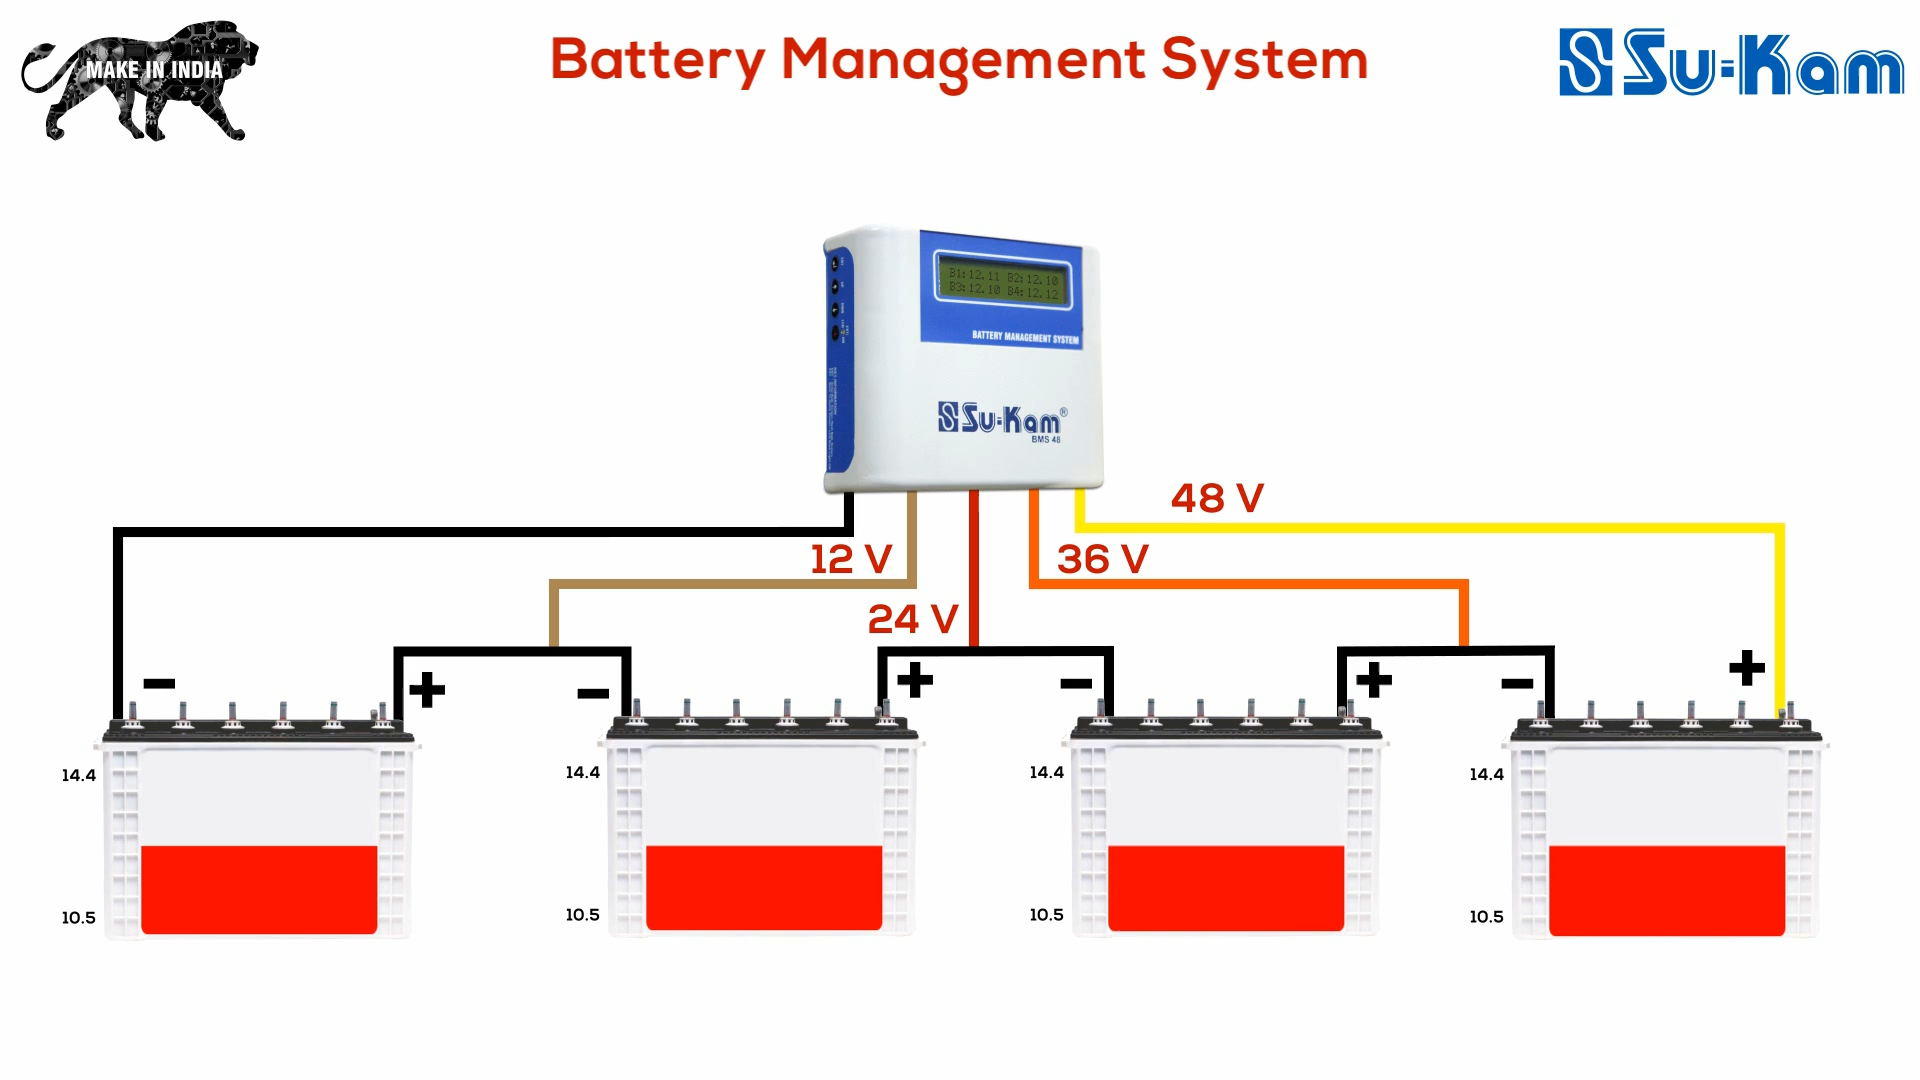 MAKE IN INDIA
Battery Management System
Su-Kam
B1:12.11 B2:12.10
B3:12.10 B4:12.12
BATTERY MANAGEMENT SYSTEM
Su-Kam®
BMS 48
48 V
12 V
36 V
24 V
− + − + − + − +
14.4
14.4
14.4
14.4
10.5
10.5
10.5
10.5